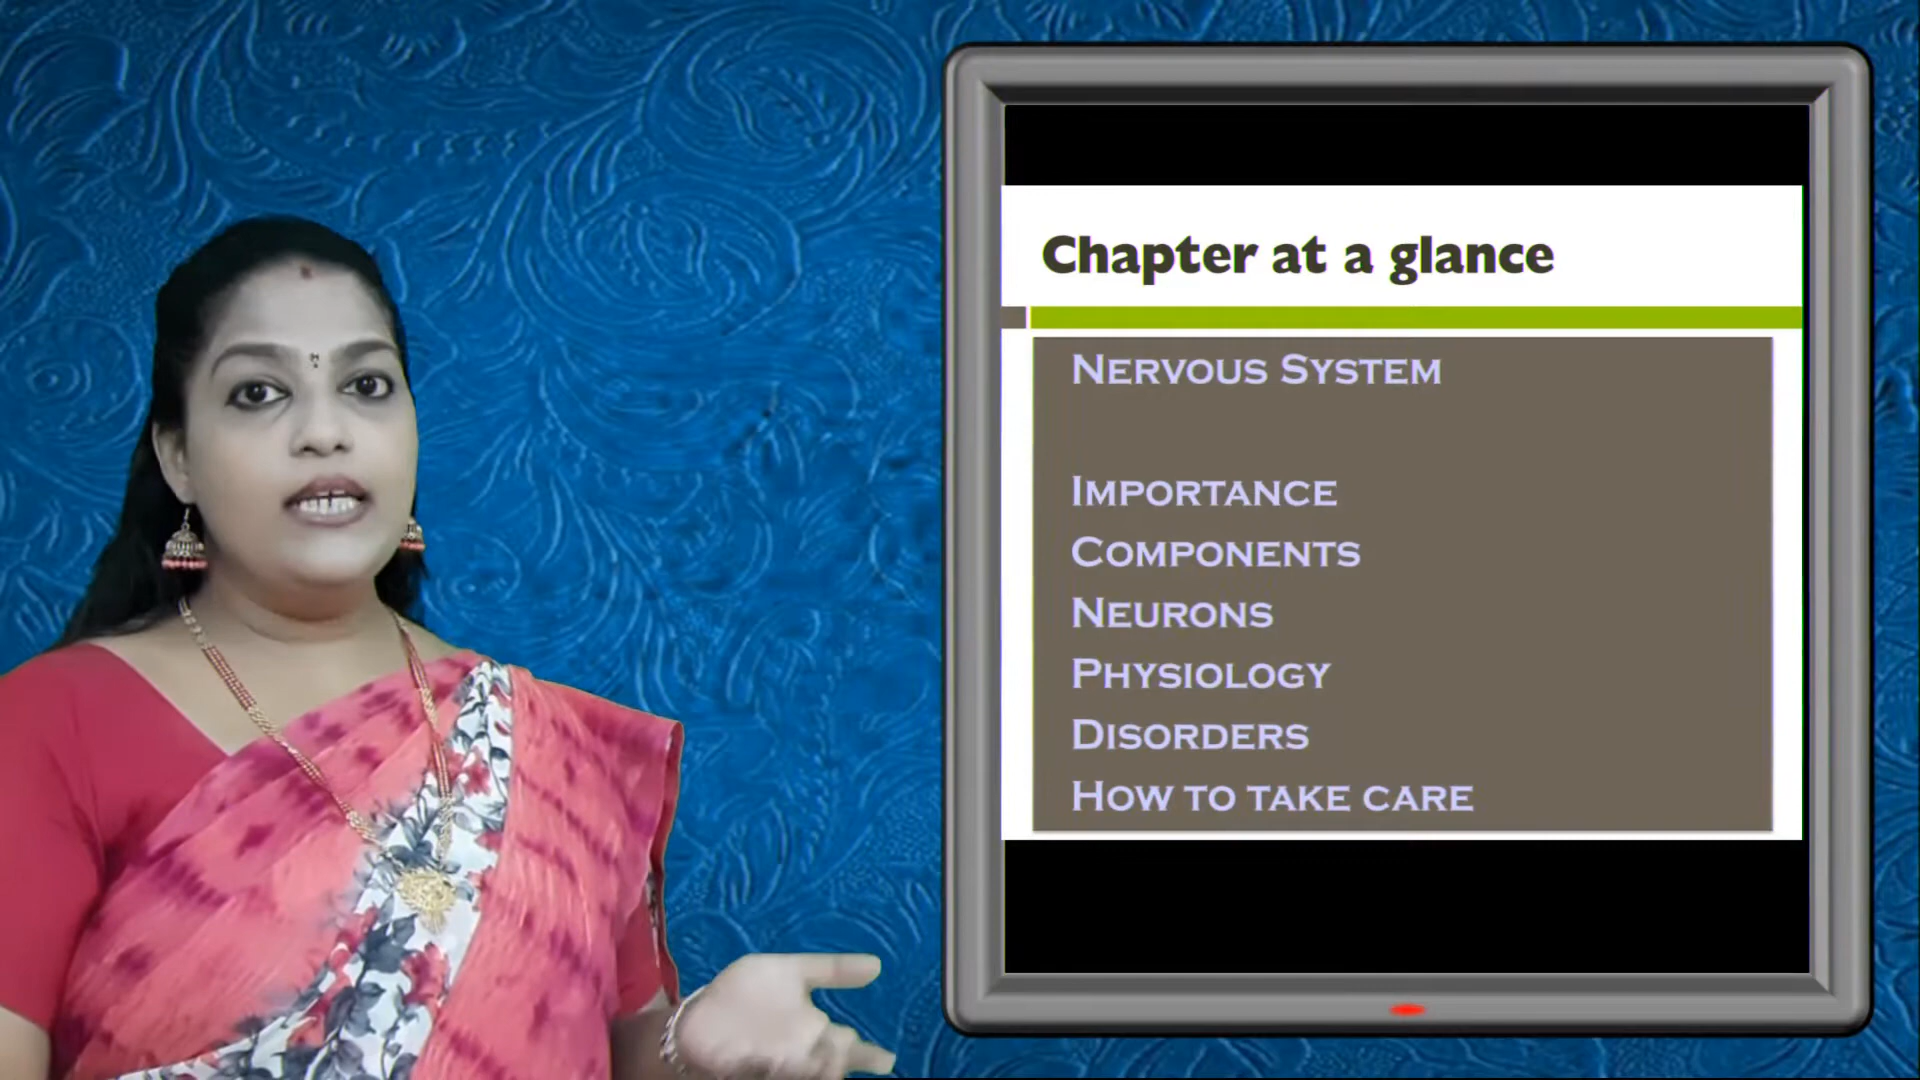 Chapter at a glance
Nervous System
Importance
Components
Neurons
Physiology
Disorders
How to take care